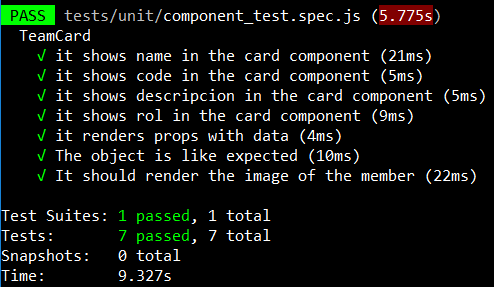 PASS tests/unit/component_test.spec.js (5.775s)
TeamCard
√ it shows name in the card component (21ms)
√ it shows code in the card component (5ms)
√ it shows descripcion in the card component (5ms)
√ it shows rol in the card component (9ms)
√ it renders props with data (4ms)
√ The object is like expected (10ms)
√ It should render the image of the member (22ms)
Test Suites: 1 passed, 1 total
Tests: 7 passed, 7 total
Snapshots: 0 total
Time: 9.327s